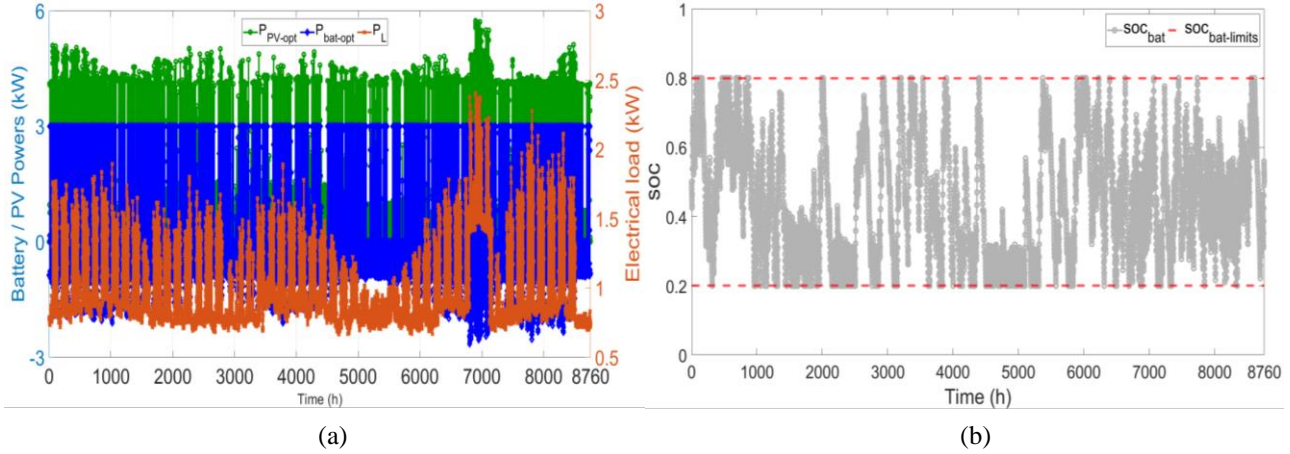 6
3
P_PV-opt P_bat-opt P_L
2.5
Battery / PV Powers (kW)
3
2
Electrical load (kW)
0
1.5
1
-3
0.5
0 1000 2000 3000 4000 5000 6000 7000 8000 8760
Time (h)
(a)
1
soc_bat soc_bat-limits
0.8
0.6
soc
0.4
0.2
0
0 1000 2000 3000 4000 5000 6000 7000 8000 8760
Time (h)
(b)